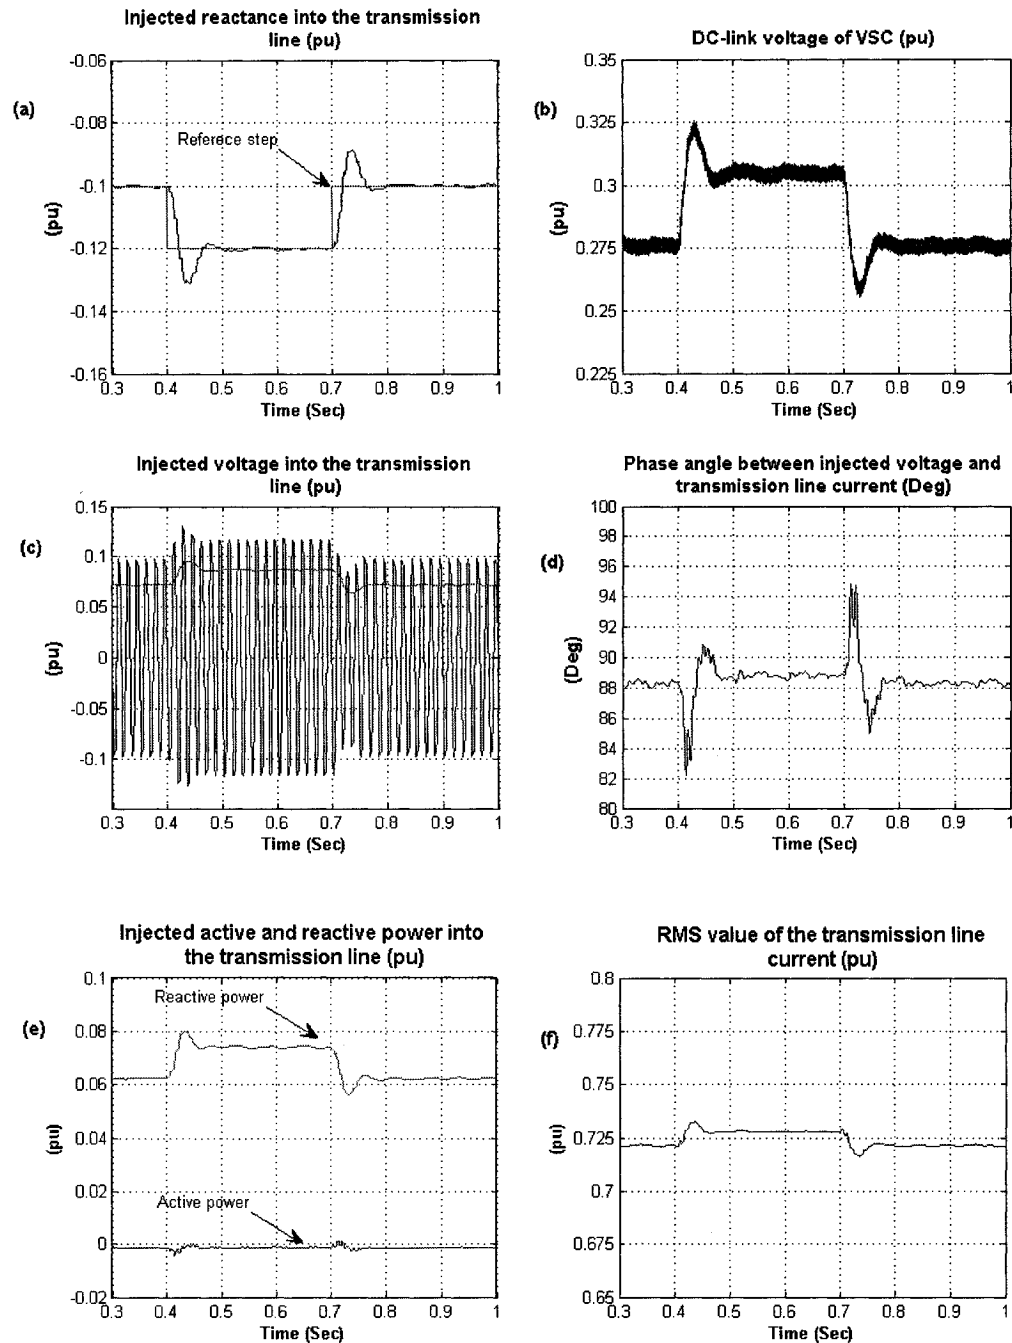 Injected reactance into the transmission
line (pu)
(a)
-0.06
-0.08
-0.1
-0.12
-0.14
-0.16
(pu)
Referece step
0.3 0.4 0.5 0.6 0.7 0.8 0.9 1
Time (Sec)
DC-link voltage of VSC (pu)
(b)
0.35
0.325
0.3
0.275
0.25
0.225
(pu)
0.3 0.4 0.5 0.6 0.7 0.8 0.9 1
Time (Sec)
Injected voltage into the transmission
line (pu)
(c)
0.15
0.1
0.05
0
-0.05
-0.1
(pu)
0.3 0.4 0.5 0.6 0.7 0.8 0.9 1
Time (Sec)
Phase angle between injected voltage and
transmission line current (Deg)
(d)
100
98
96
94
92
90
88
86
84
82
80
(Deg)
0.3 0.4 0.5 0.6 0.7 0.8 0.9 1
Time (Sec)
Injected active and reactive power into
the transmission line (pu)
(e)
0.1
0.08
0.06
0.04
0.02
0
-0.02
(pu)
Reactive power
Active power
0.3 0.4 0.5 0.6 0.7 0.8 0.9 1
Time (Sec)
RMS value of the transmission line
current (pu)
(f)
0.8
0.775
0.75
0.725
0.7
0.675
0.65
(pu)
0.3 0.4 0.5 0.6 0.7 0.8 0.9 1
Time (Sec)